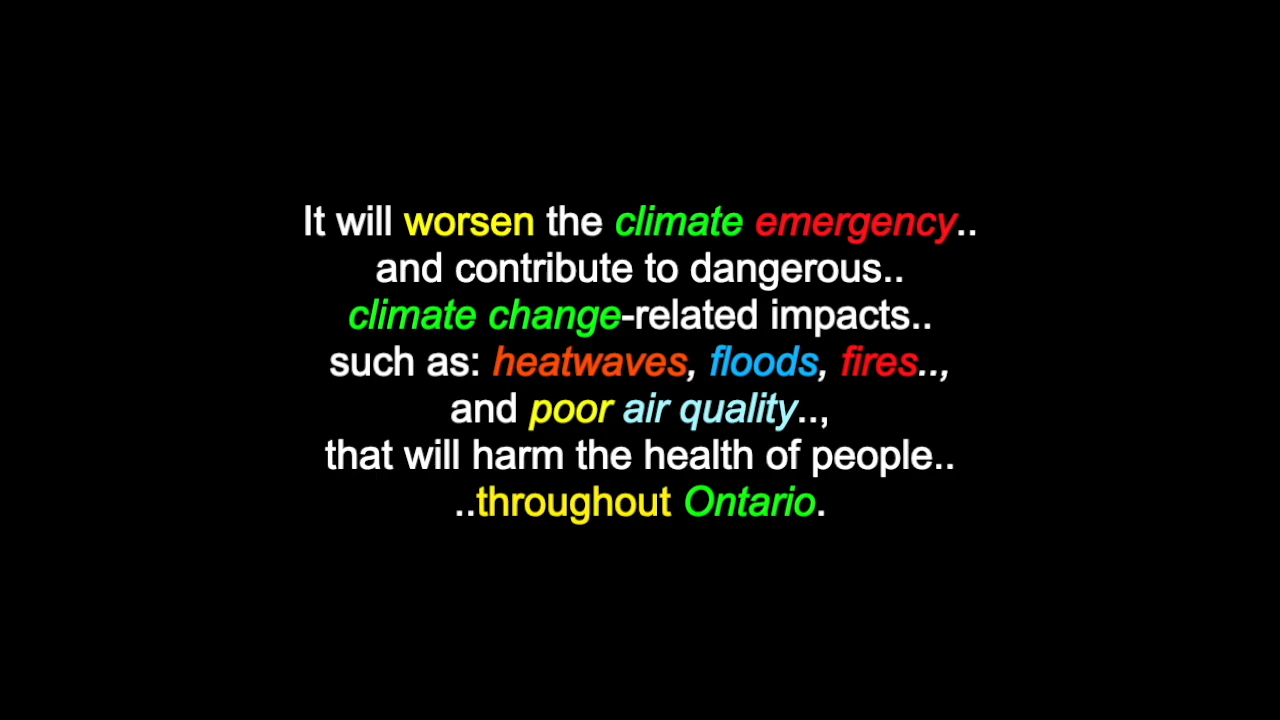 It will worsen the climate emergency..
and contribute to dangerous..
climate change-related impacts..
such as: heatwaves, floods, fires..,
and poor air quality..,
that will harm the health of people..
..throughout Ontario.